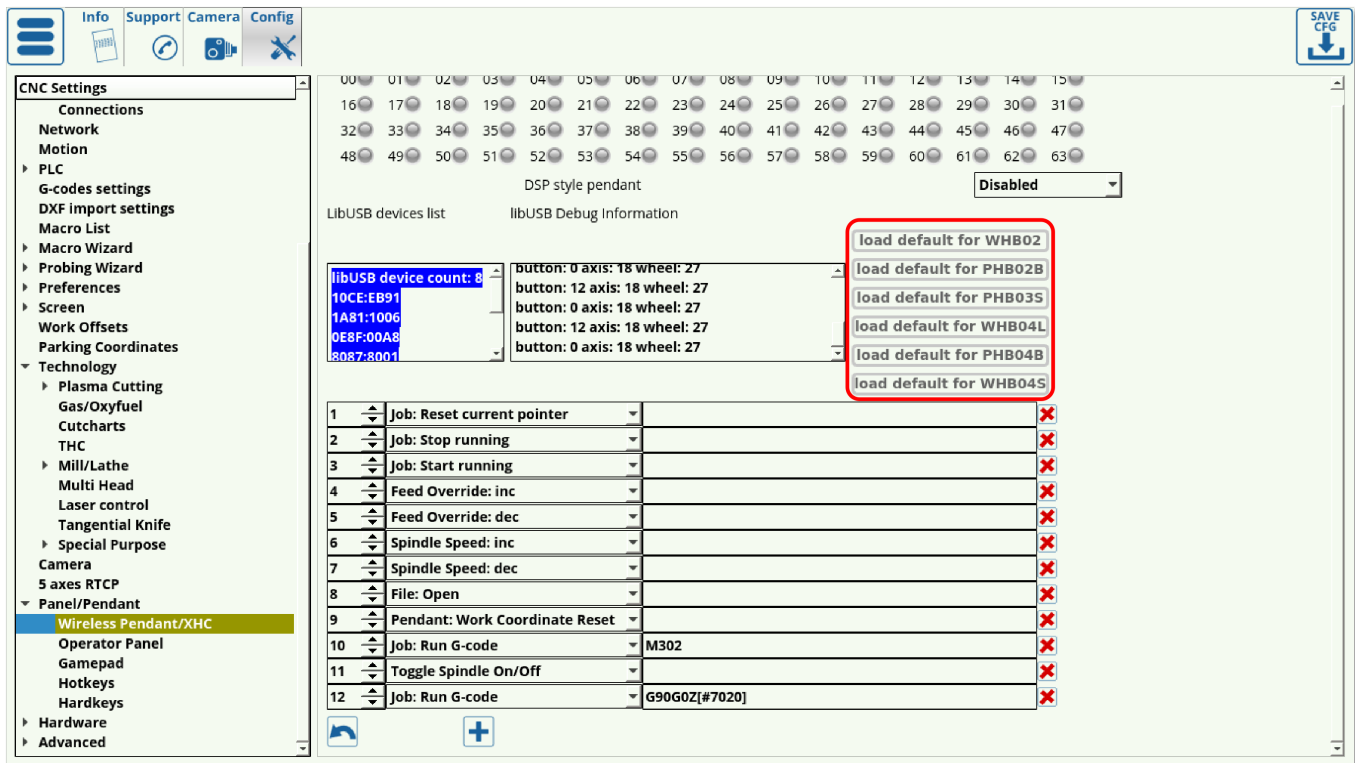 Info Support Camera Config
SAVE CFG
CNC Settings
Connections
Network
Motion
PLC
G-codes settings
DXF import settings
Macro List
Macro Wizard
Probing Wizard
Preferences
Screen
Work Offsets
Parking Coordinates
Technology
Plasma Cutting
Gas/Oxyfuel
Cutcharts
THC
Mill/Lathe
Multi Head
Laser control
Tangential Knife
Special Purpose
Camera
5 axes RTCP
Panel/Pendant
Wireless Pendant/XHC
Operator Panel
Gamepad
Hotkeys
Hardkeys
Hardware
Advanced
00 01 02 03 04 05 06 07 08 09 10 11 12 13 14 15
16 17 18 19 20 21 22 23 24 25 26 27 28 29 30 31
32 33 34 35 36 37 38 39 40 41 42 43 44 45 46 47
48 49 50 51 52 53 54 55 56 57 58 59 60 61 62 63
DSP style pendant Disabled
LibUSB devices list libUSB Debug Information
libUSB device count: 8
10CE:EB91
1A81:1006
0E8F:00A8
8087:8001
button: 0 axis: 18 wheel: 27
button: 12 axis: 18 wheel: 27
button: 0 axis: 18 wheel: 27
button: 12 axis: 18 wheel: 27
button: 0 axis: 18 wheel: 27
load default for WHB02
load default for PHB02B
load default for PHB03S
load default for WHB04L
load default for PHB04B
load default for WHB04S
1 Job: Reset current pointer
2 Job: Stop running
3 Job: Start running
4 Feed Override: inc
5 Feed Override: dec
6 Spindle Speed: inc
7 Spindle Speed: dec
8 File: Open
9 Pendant: Work Coordinate Reset
10 Job: Run G-code M302
11 Toggle Spindle On/Off
12 Job: Run G-code G90G0Z[#7020]